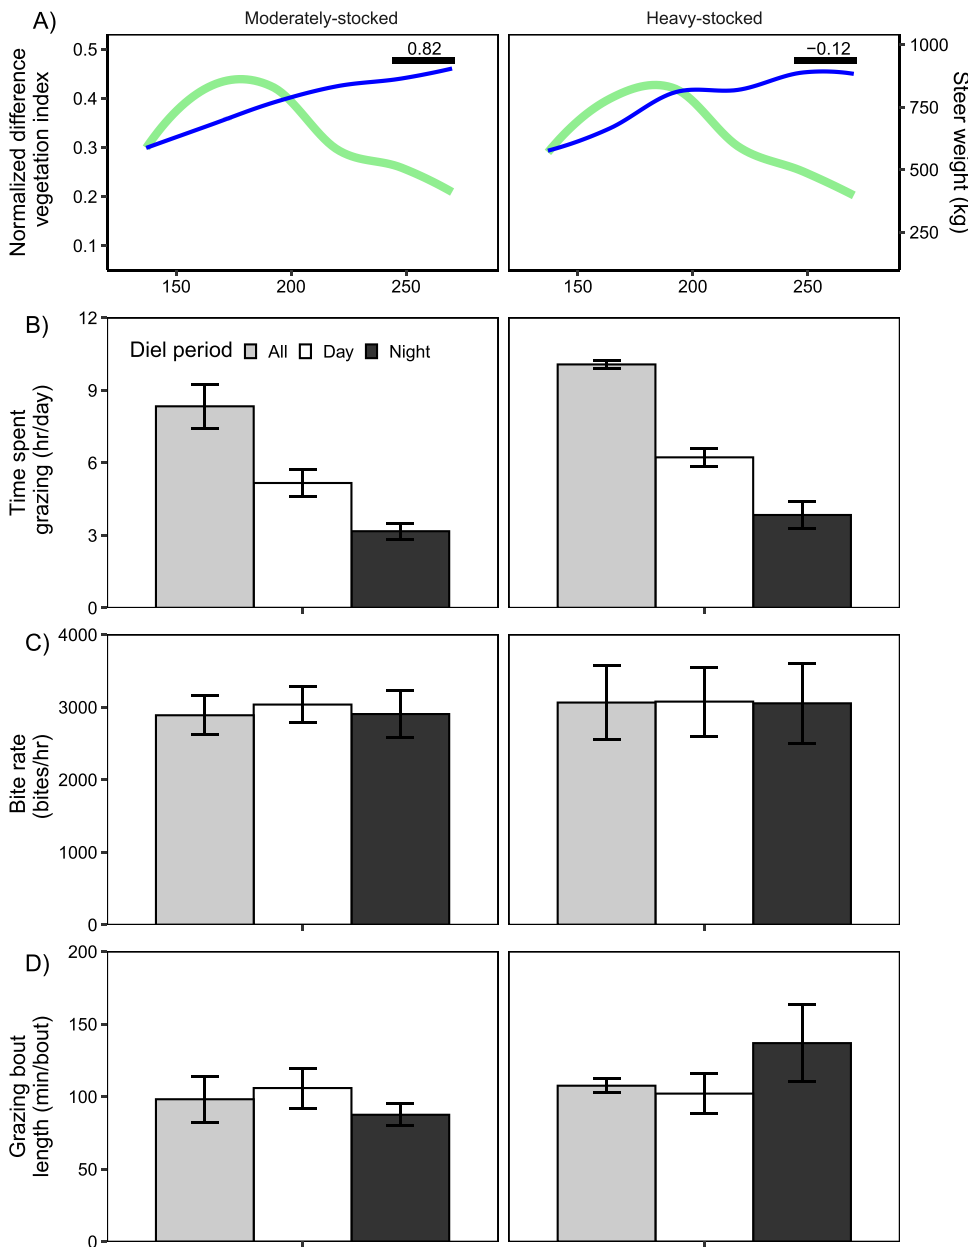 Moderately-stocked
Heavy-stocked
A)
Normalized difference
vegetation index
0.5
0.4
0.3
0.2
0.1
0.82
−0.12
1000
750
500
250
Steer weight (kg)
150
200
250
150
200
250
B)
Time spent
grazing (hr/day)
12
9
6
3
0
Diel period All Day Night
C)
Bite rate
(bites/hr)
4000
3000
2000
1000
0
D)
Grazing bout
length (min/bout)
200
150
100
50
0